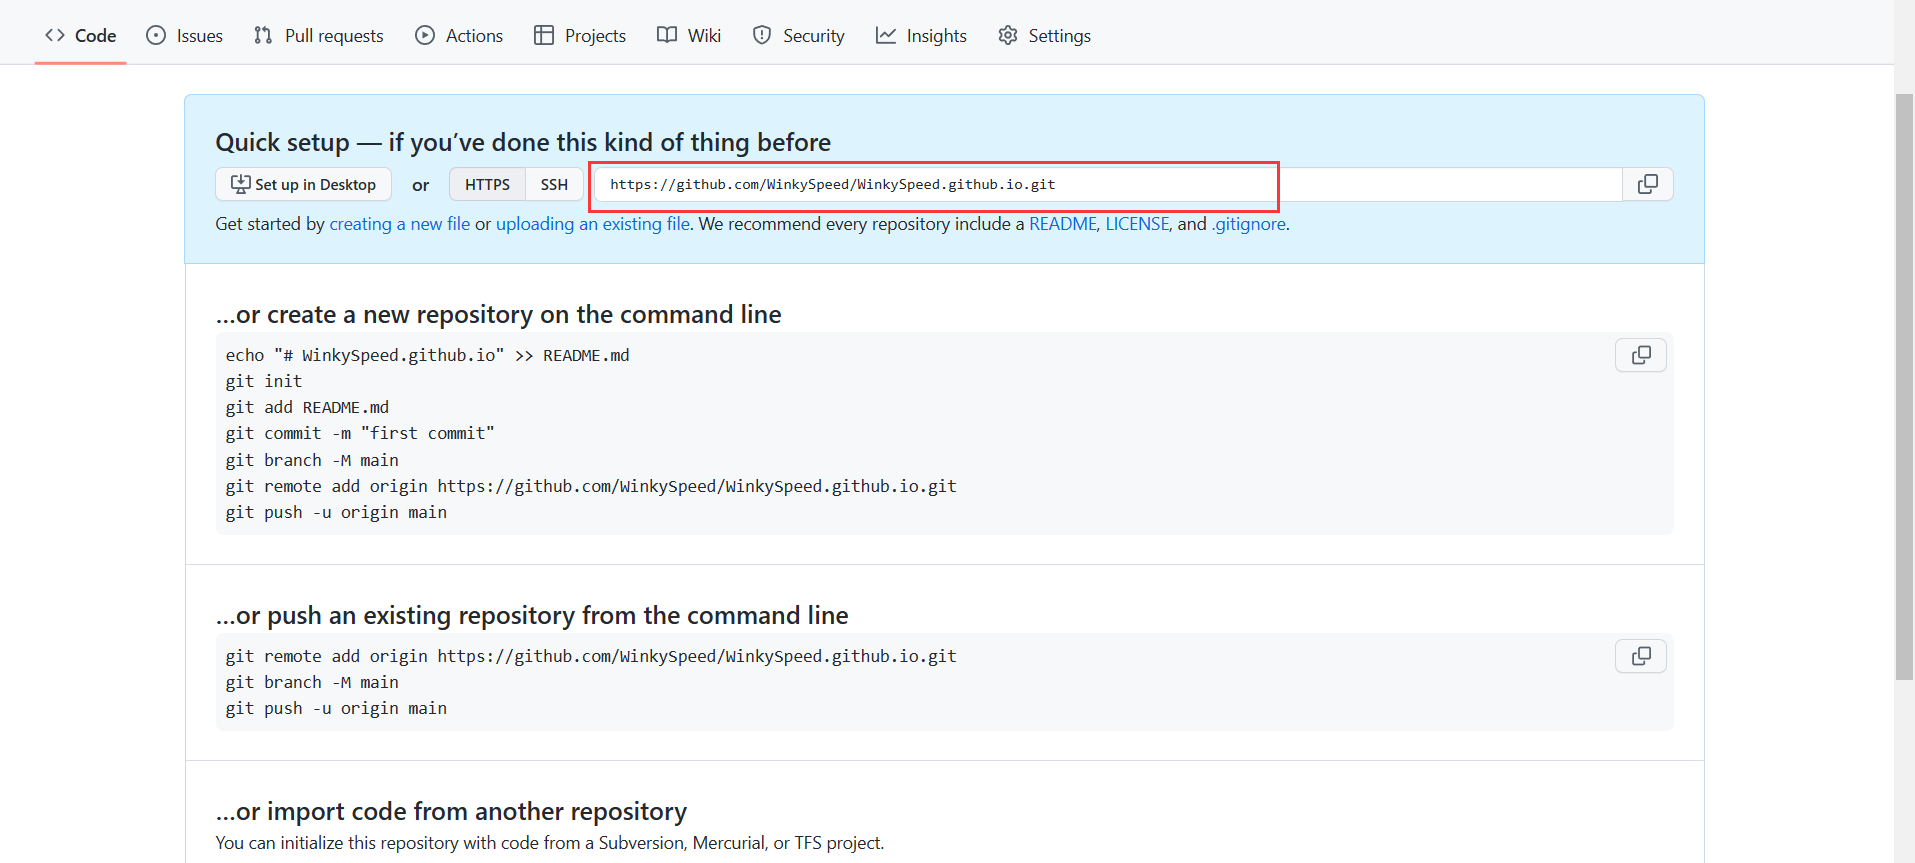 Code Issues Pull requests Actions Projects Wiki Security Insights Settings
Quick setup — if you’ve done this kind of thing before
Set up in Desktop or HTTPS SSH https://github.com/WinkySpeed/WinkySpeed.github.io.git
Get started by creating a new file or uploading an existing file. We recommend every repository include a README, LICENSE, and .gitignore.
…or create a new repository on the command line
echo "# WinkySpeed.github.io" >> README.md
git init
git add README.md
git commit -m "first commit"
git branch -M main
git remote add origin https://github.com/WinkySpeed/WinkySpeed.github.io.git
git push -u origin main
…or push an existing repository from the command line
git remote add origin https://github.com/WinkySpeed/WinkySpeed.github.io.git
git branch -M main
git push -u origin main
…or import code from another repository
You can initialize this repository with code from a Subversion, Mercurial, or TFS project.